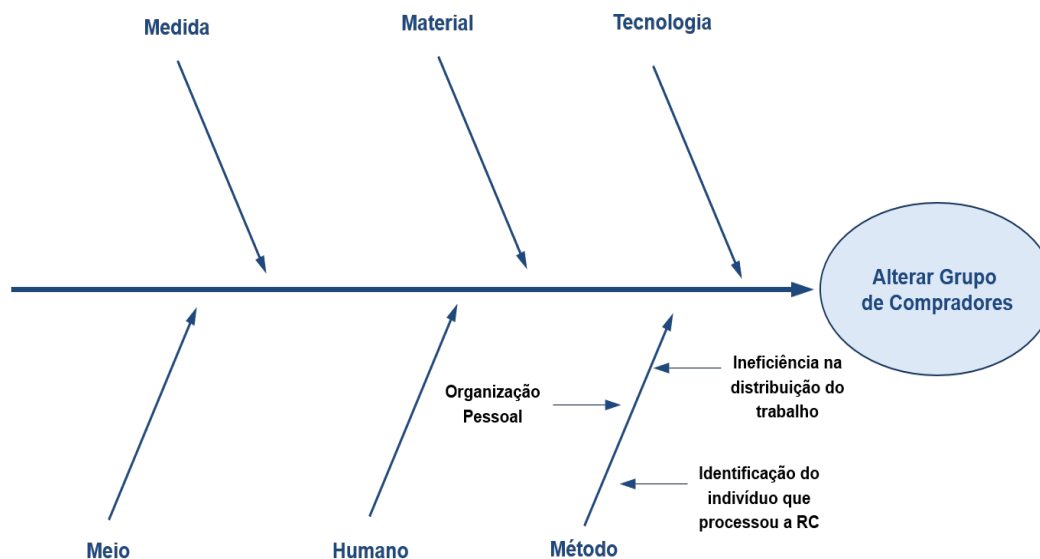 Medida
Material
Tecnologia
Alterar Grupo
de Compradores
Organização
Pessoal
Ineficiência na
distribuição do
trabalho
Identificação do
indivíduo que
processou a RC
Meio
Humano
Método